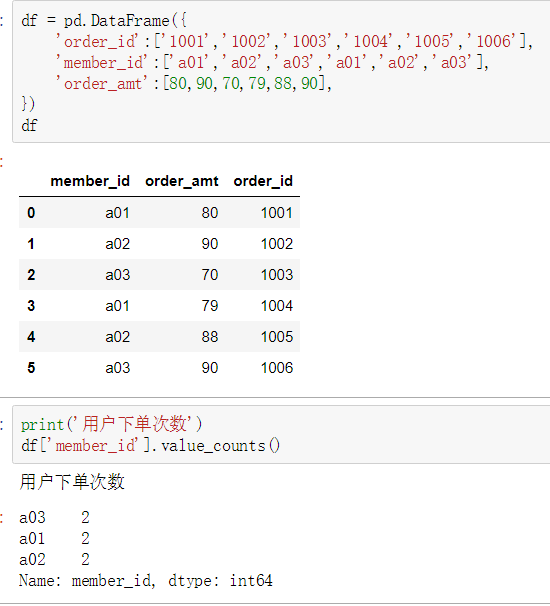 :
df = pd.DataFrame({
    'order_id':['1001','1002','1003','1004','1005','1006'],
    'member_id':['a01','a02','a03','a01','a02','a03'],
    'order_amt':[80,90,70,79,88,90],
})
df
:
member_id order_amt order_id
0 a01 80 1001
1 a02 90 1002
2 a03 70 1003
3 a01 79 1004
4 a02 88 1005
5 a03 90 1006
:
print('用户下单次数')
df['member_id'].value_counts()
用户下单次数
:
a03    2
a01    2
a02    2
Name: member_id, dtype: int64